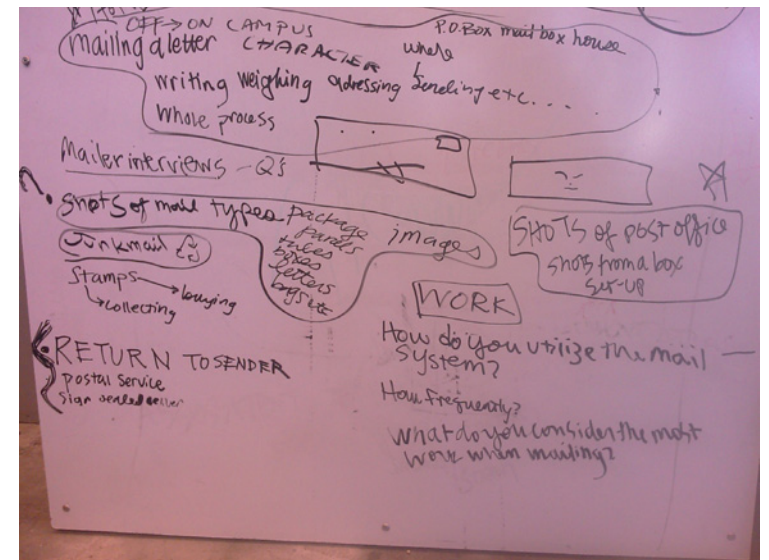 OFF → ON CAMPUS
P.O.Box mail box house
mailing a letter CHARACTER where
writing weighing adressing sending etc....
whole process
Mailer interviews - Q's
shots of mail types package
tubes
boxes
letters
images
Junkmail
Stamps → buying
collecting
SHOTS of post office
shots from a box
set-up
WORK
How do you utilize the mail —
System?
How frequently?
What do you consider the most
work when mailing?
RETURN TO SENDER
postal service
sign sealed